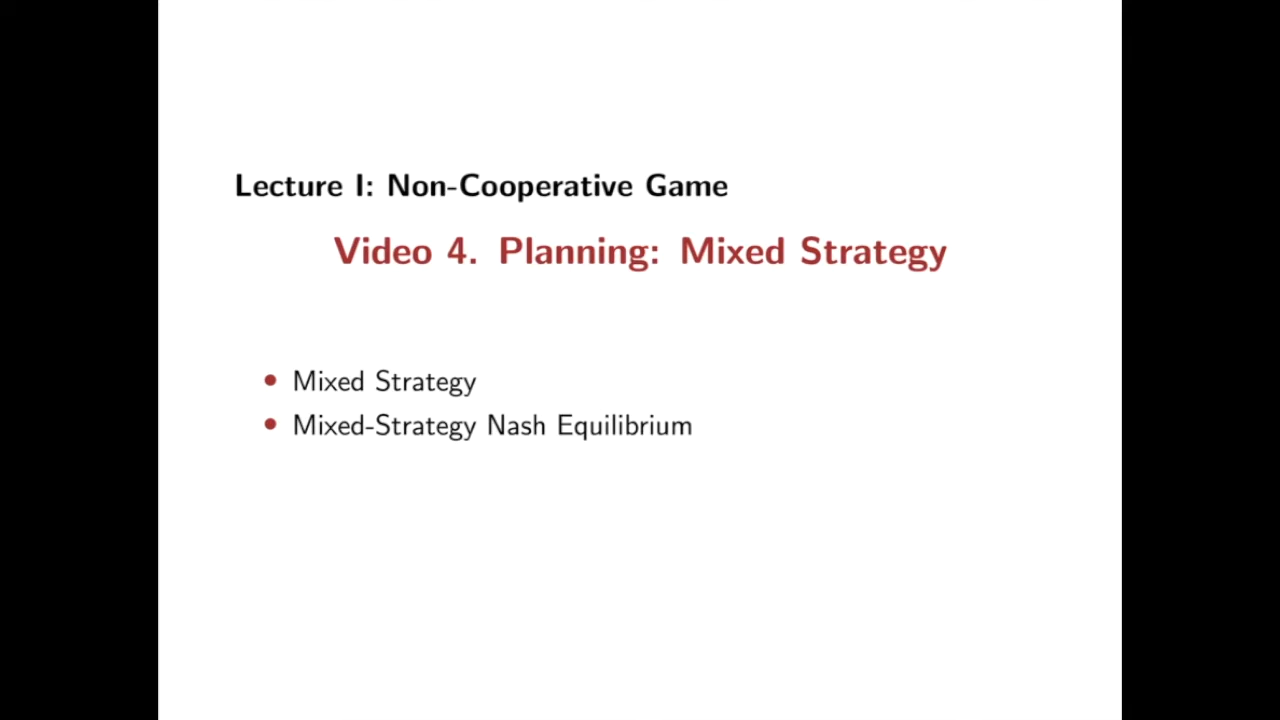 Lecture I: Non-Cooperative Game
Video 4. Planning: Mixed Strategy
• Mixed Strategy
• Mixed-Strategy Nash Equilibrium